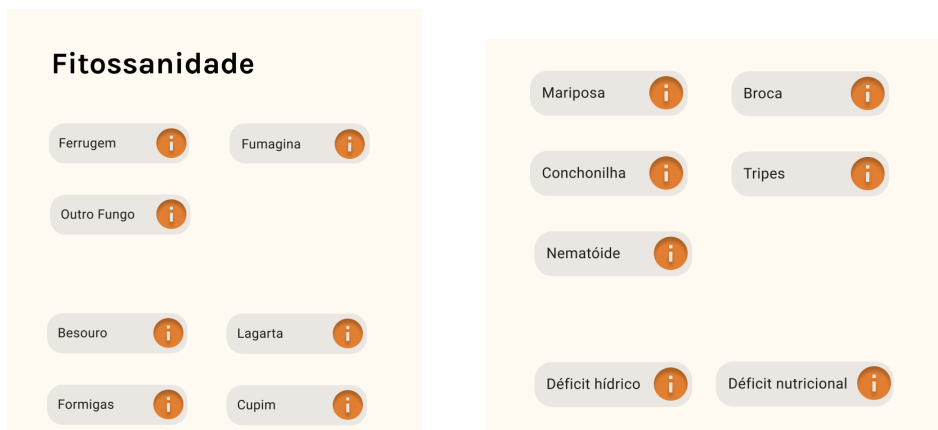 Fitossanidade
Ferrugem
Fumagina
Outro Fungo
Besouro
Lagarta
Formigas
Cupim
Mariposa
Broca
Conchonilha
Tripes
Nematóide
Déficit hídrico
Déficit nutricional